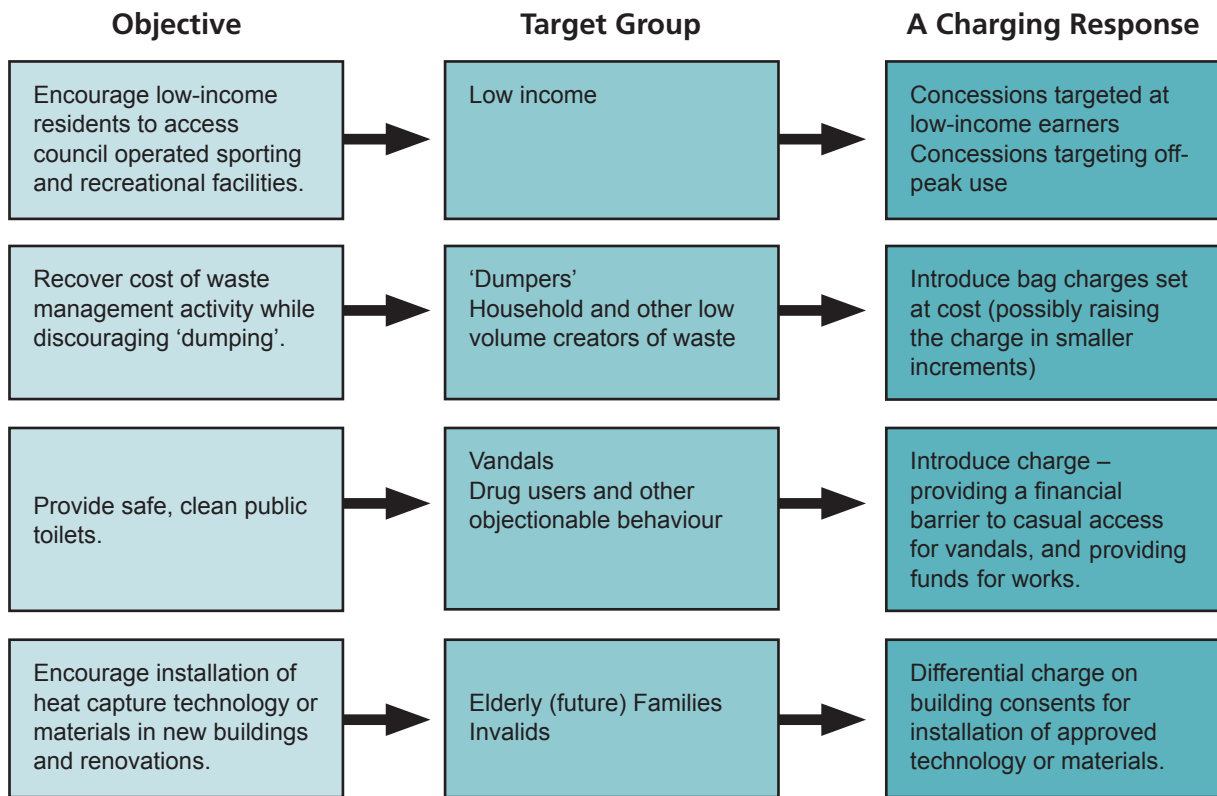 Objective
Target Group
A Charging Response
Encourage low-income
residents to access
council operated sporting
and recreational facilities.
Low income
Concessions targeted at
low-income earners
Concessions targeting off-
peak use
Recover cost of waste
management activity while
discouraging ‘dumping’.
‘Dumpers’
Household and other low
volume creators of waste
Introduce bag charges set
at cost (possibly raising
the charge in smaller
increments)
Provide safe, clean public
toilets.
Vandals
Drug users and other
objectionable behaviour
Introduce charge –
providing a financial
barrier to casual access
for vandals, and providing
funds for works.
Encourage installation of
heat capture technology or
materials in new buildings
and renovations.
Elderly (future) Families
Invalids
Differential charge on
building consents for
installation of approved
technology or materials.